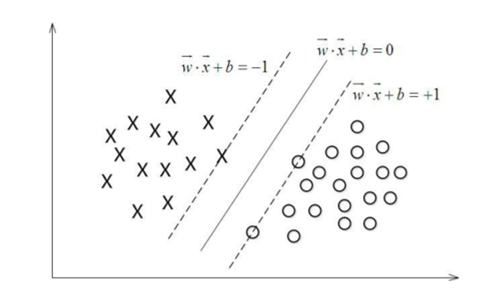 w⃗ · x⃗ + b = −1
w⃗ · x⃗ + b = 0
w⃗ · x⃗ + b = +1